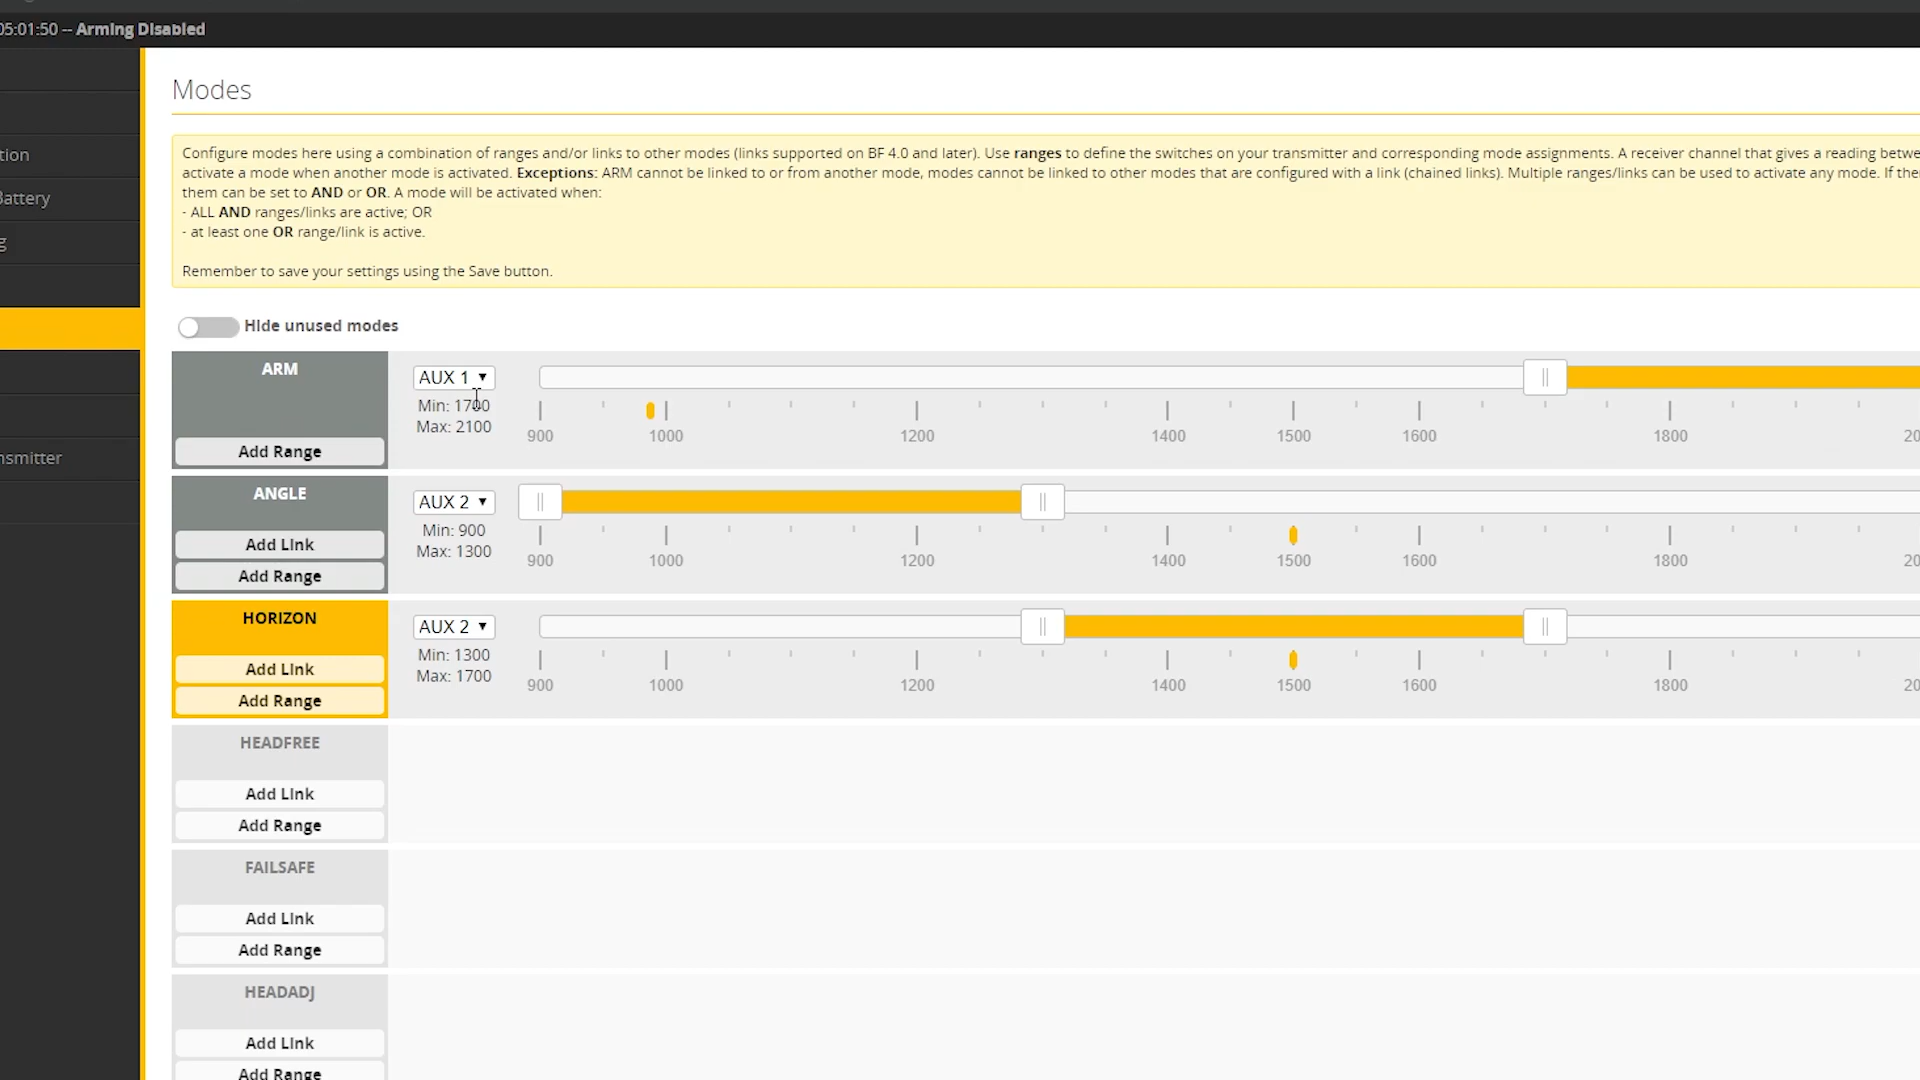 05:01:50 -- Arming Disabled
Modes
tion
Battery
g
nsmitter
Configure modes here using a combination of ranges and/or links to other modes (links supported on BF 4.0 and later). Use ranges to define the switches on your transmitter and corresponding mode assignments. A receiver channel that gives a reading betwe
activate a mode when another mode is activated. Exceptions: ARM cannot be linked to or from another mode, modes cannot be linked to other modes that are configured with a link (chained links). Multiple ranges/links can be used to activate any mode. If the
them can be set to AND or OR. A mode will be activated when:
- ALL AND ranges/links are active; OR
- at least one OR range/link is active.
Remember to save your settings using the Save button.
Hide unused modes
ARM
Add Range
AUX 1
Min: 1700
Max: 2100
900 1000 1200 1400 1500 1600 1800 20
ANGLE
Add Link
Add Range
AUX 2
Min: 900
Max: 1300
900 1000 1200 1400 1500 1600 1800 20
HORIZON
Add Link
Add Range
AUX 2
Min: 1300
Max: 1700
900 1000 1200 1400 1500 1600 1800 20
HEADFREE
Add Link
Add Range
FAILSAFE
Add Link
Add Range
HEADADJ
Add Link
Add Range